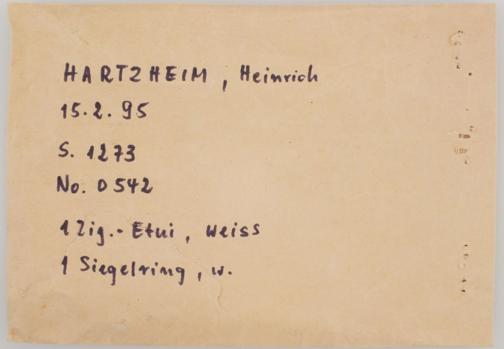 HARTZHEIM, Heinrich
15.2.95
S. 1273
No. 0542
1 Zig.-Etui, weiss
1 Siegelring, w.